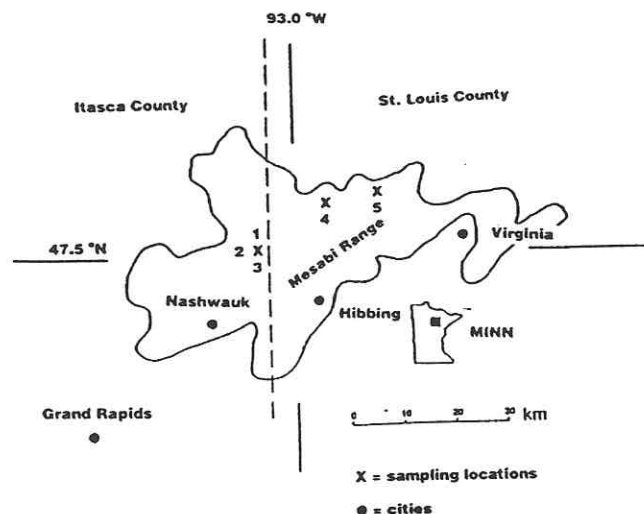 93.0 °W
Itasca County
St. Louis County
X
4
X
5
1
2 X
3
47.5 °N
Mesabi Range
Virginia
Nashwauk
Hibbing
MINN
Grand Rapids
0 10 20 30 km
X = sampling locations
● = cities